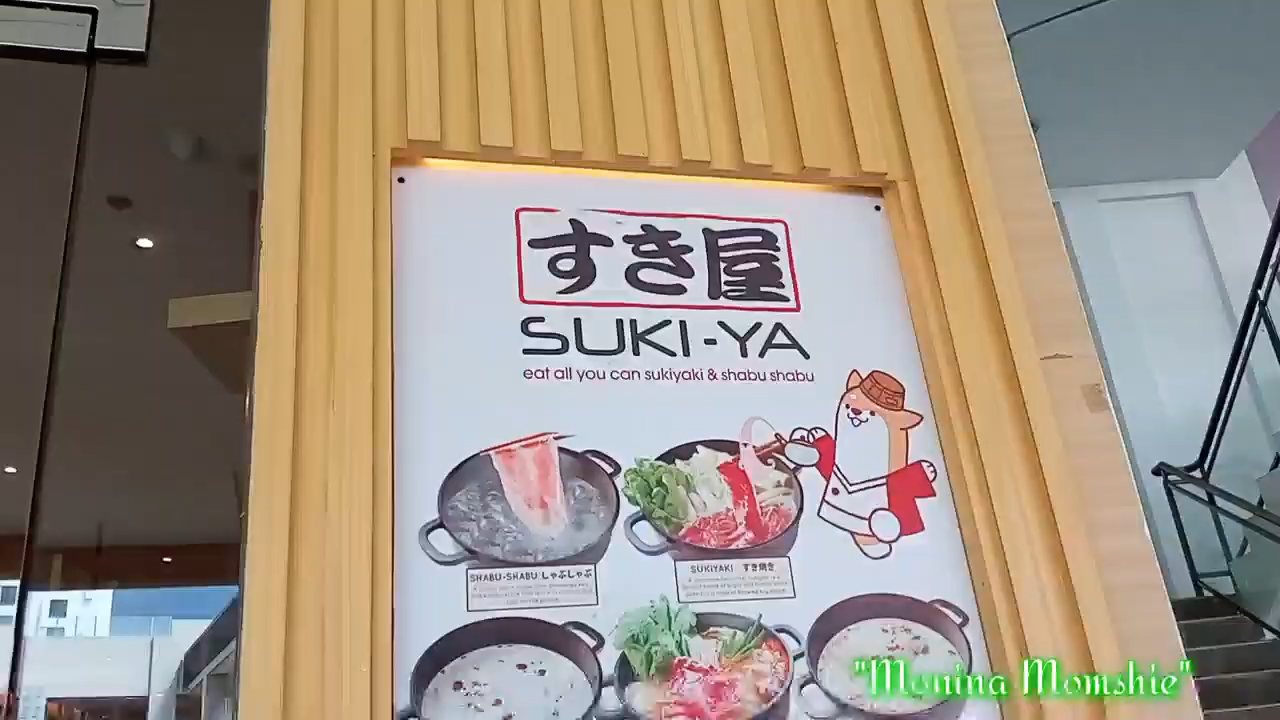 すき屋
SUKI-YA
eat all you can sukiyaki & shabu shabu
SHABU-SHABU しゃぶしゃぶ
SUKIYAKI すき焼き
"Monina Momshie"